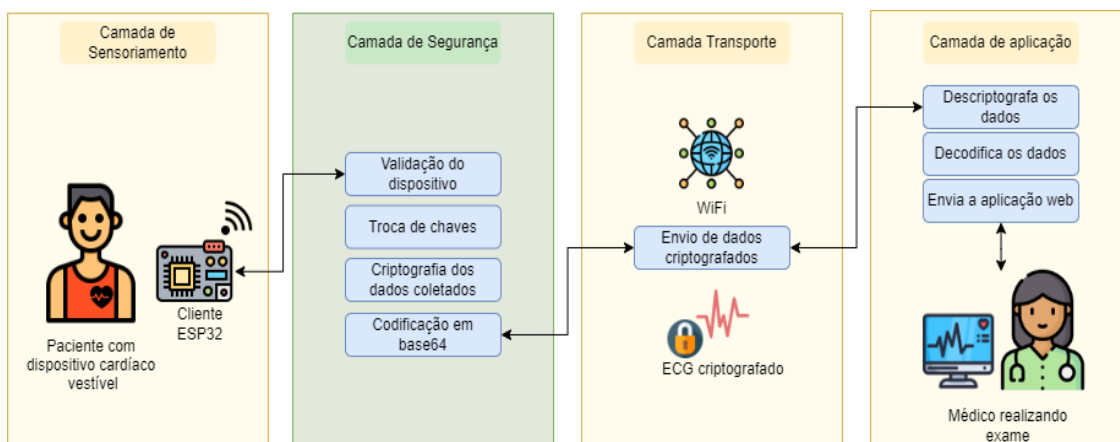 Camada de
Sensoriamento
Cliente
ESP32
Paciente com
dispositivo cardíaco
vestível
Camada de Segurança
Validação do
dispositivo
Troca de chaves
Criptografia dos
dados coletados
Codificação em
base64
Camada Transporte
WiFi
Envio de dados
criptografados
ECG criptografado
Camada de aplicação
Descriptografa os
dados
Decodifica os dados
Envia a aplicação web
Médico realizando
exame